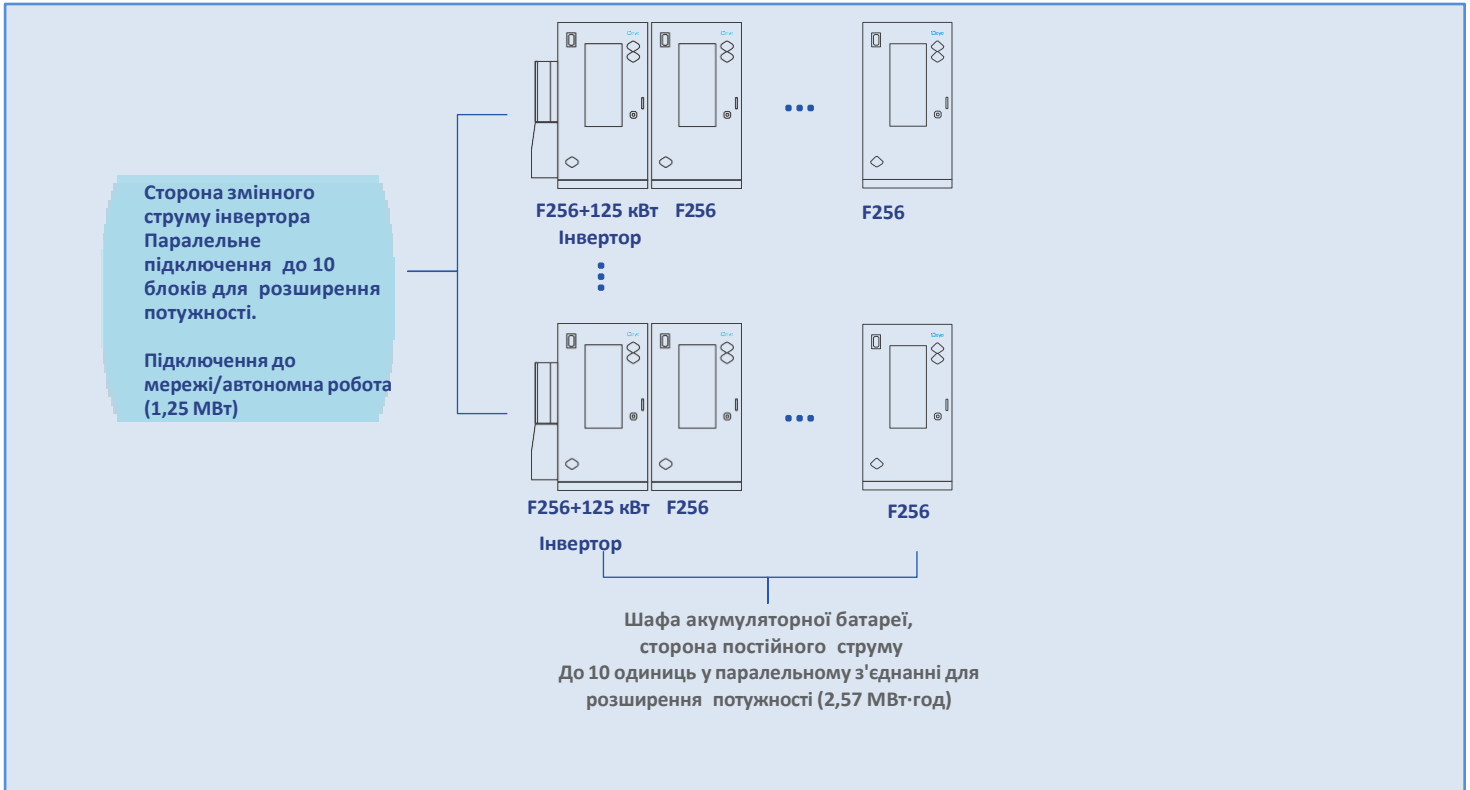 F256+125 кВт F256
Інвертор
F256
Сторона змінного
струму інвертора
Паралельне
підключення до 10
блоків для розширення
потужності.
Підключення до
мережі/автономна робота
(1,25 МВт)
F256+125 кВт F256
Інвертор
F256
Шафа акумуляторної батареї,
сторона постійного струму
До 10 одиниць у паралельному з'єднанні для
розширення потужності (2,57 МВт·год)